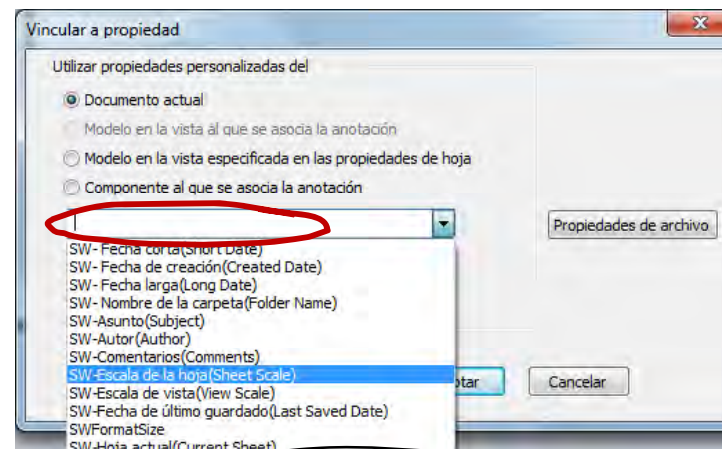 Vincular a propiedad
Utilizar propiedades personalizadas del
Documento actual
Modelo en la vista al que se asocia la anotación
Modelo en la vista especificada en las propiedades de hoja
Componente al que se asocia la anotación
Propiedades de archivo
SW- Fecha corta(Short Date)
SW- Fecha de creación(Created Date)
SW- Fecha larga(Long Date)
SW- Nombre de la carpeta(Folder Name)
SW-Asunto(Subject)
SW-Autor(Author)
SW-Comentarios(Comments)
SW-Escala de la hoja(Sheet Scale)
SW-Escala de vista(View Scale)
SW-Fecha de último guardado(Last Saved Date)
SWFormatSize
SW-Hoja actual(Current Sheet)
ptar
Cancelar